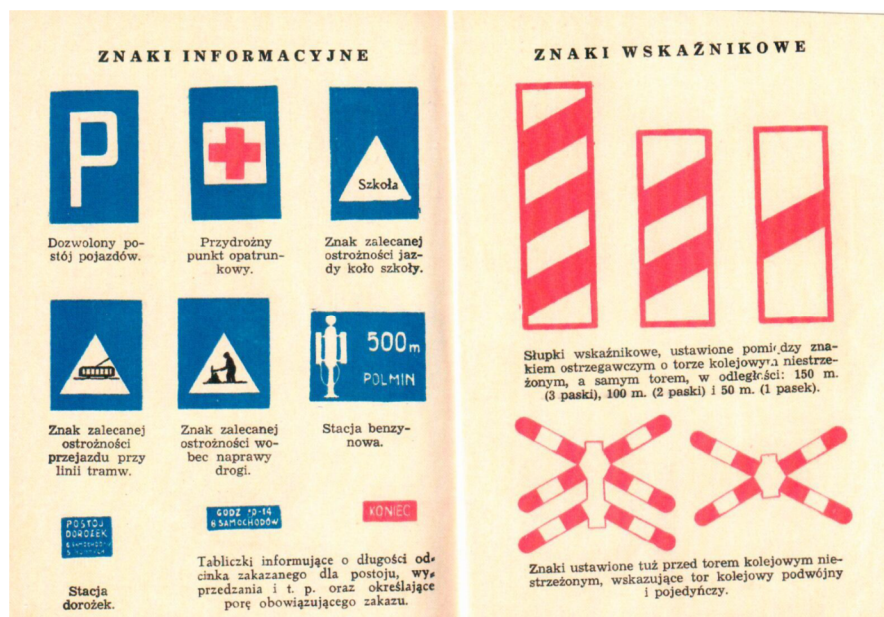 ZNAKI INFORMACYJNE
P
Szkoła
Dozwolony po-
stój pojazdów.
Przydrożny
punkt opatrun-
kowy.
Znak zalecanej
ostrożności jaz-
dy koło szkoły.
500m
POLMIN
Znak zalecanej
ostrożności
przejazdu przy
linii tramw.
Znak zalecanej
ostrożności wo-
bec naprawy
drogi.
Stacja benzy-
nowa.
POSTÓJ
DOROŻEK
Stacja
dorożek.
GODZ 10-14
6 SAMOCHODÓW
KONIEC
Tabliczki informujące o długości od-
cinka zakazanego dla postoju, wy-
przedzania i t. p. oraz określające
porę obowiązującego zakazu.
ZNAKI WSKAŹNIKOWE
Słupki wskaźnikowe, ustawione pomiędzy zna-
kiem ostrzegawczym o torze kolejowym niestrze-
żonym, a samym torem, w odległości: 150 m.
(3 paski), 100 m. (2 paski) i 50 m. (1 pasek).
Znaki ustawione tuż przed torem kolejowym nie-
strzeżonym, wskazujące tor kolejowy podwójny
i pojedyńczy.